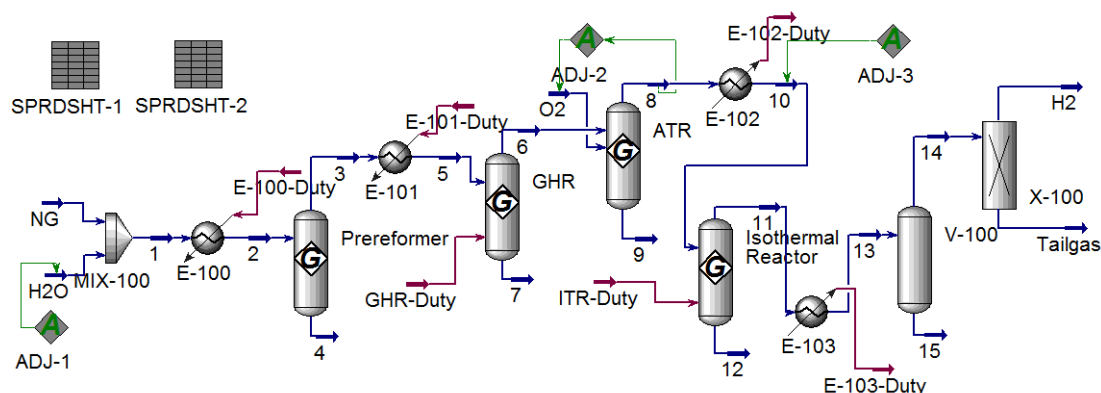 SPRDSHT-1
SPRDSHT-2
NG
H2O
A
ADJ-1
MIX-100
1
E-100
E-100-Duty
2
G
Prereformer
3
4
E-101
E-101-Duty
5
G
GHR
GHR-Duty
6
7
A
ADJ-2
O2
G
ATR
8
9
E-102
E-102-Duty
10
A
ADJ-3
G
Isothermal
Reactor
ITR-Duty
11
12
E-103
E-103-Duty
13
V-100
14
15
X-100
H2
Tailgas